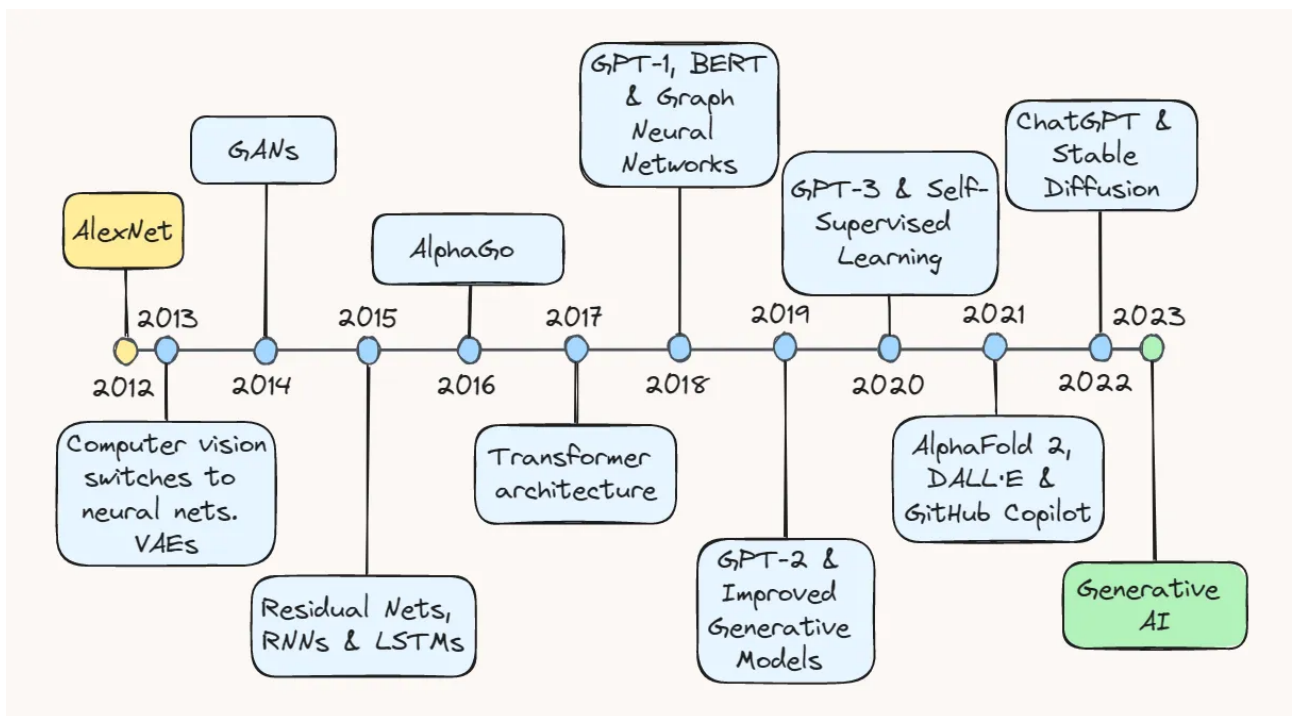 GPT-1, BERT
& Graph
Neural
Networks
ChatGPT &
Stable
Diffusion
GANs
GPT-3 & Self-
Supervised
Learning
AlexNet
AlphaGo
2013
2015
2017
2019
2021
2023
2012
2014
2016
2018
2020
2022
Computer vision
switches to
neural nets.
VAEs
Transformer
architecture
AlphaFold 2,
DALL·E &
GitHub Copilot
GPT-2 &
Improved
Generative
Models
Residual Nets,
RNNs & LSTMs
Generative
AI